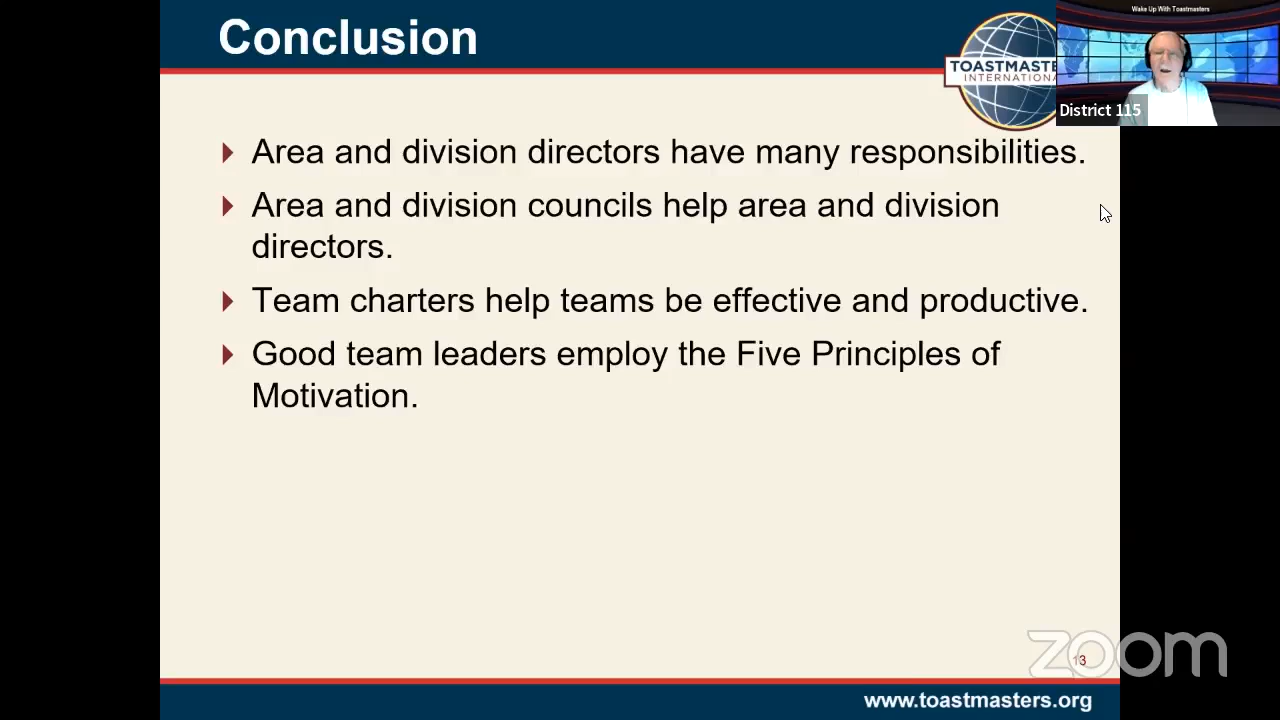 Conclusion
TOASTMASTE
INTERNATIONA
Wake Up With Toastmasters
District 115
Area and division directors have many responsibilities.
Area and division councils help area and division
directors.
Team charters help teams be effective and productive.
Good team leaders employ the Five Principles of
Motivation.
zoom
13
www.toastmasters.org